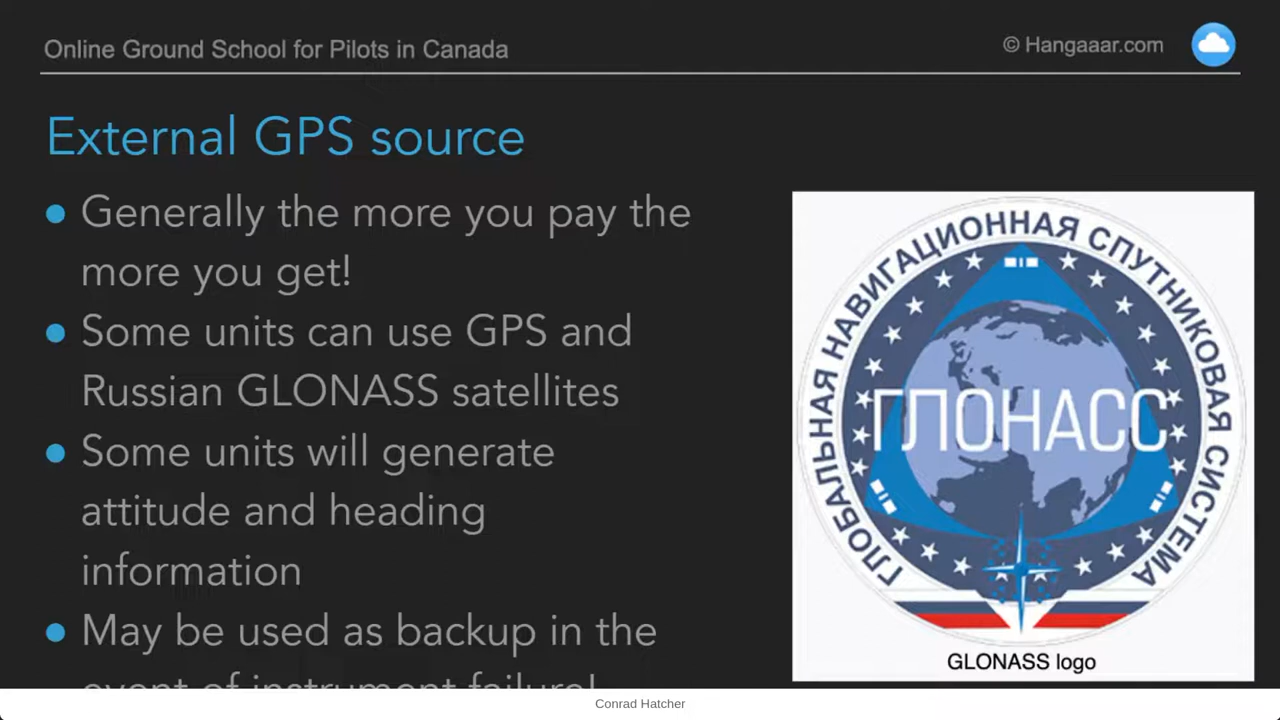 Online Ground School for Pilots in Canada
© Hangaaar.com
External GPS source
• Generally the more you pay the
more you get!
• Some units can use GPS and
Russian GLONASS satellites
• Some units will generate
attitude and heading
information
• May be used as backup in the
event of instrument failure!
ГЛОБАЛЬНАЯ НАВИГАЦИОННАЯ СПУТНИКОВАЯ СИСТЕМА
ГЛОНАСС
GLONASS logo
Conrad Hatcher